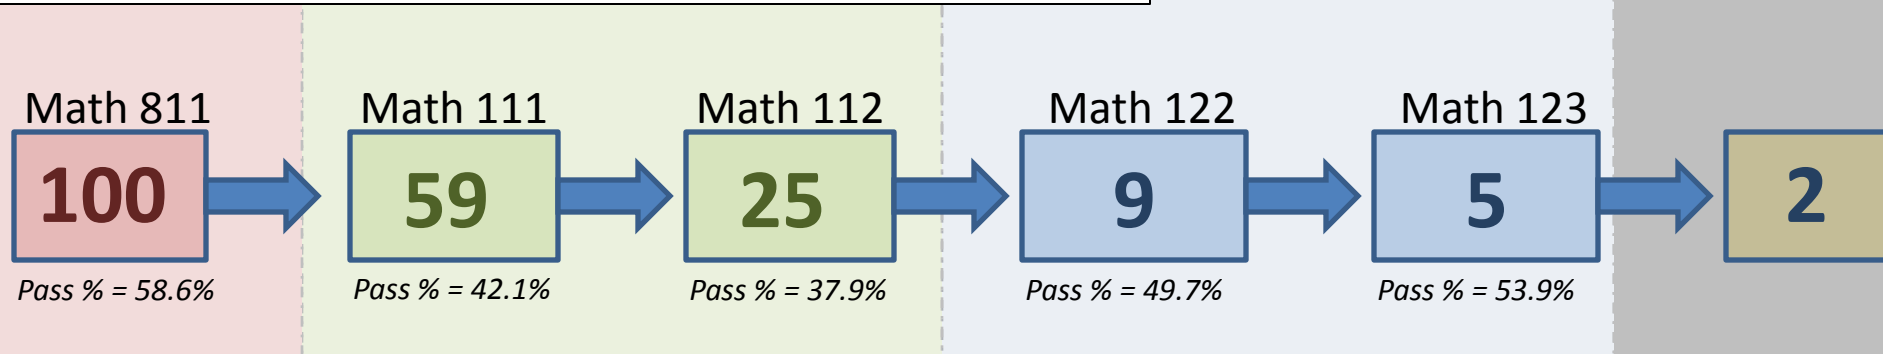 Math 811
Math 111
Math 112
Math 122
Math 123
100
59
25
9
5
2
Pass % = 58.6%
Pass % = 42.1%
Pass % = 37.9%
Pass % = 49.7%
Pass % = 53.9%